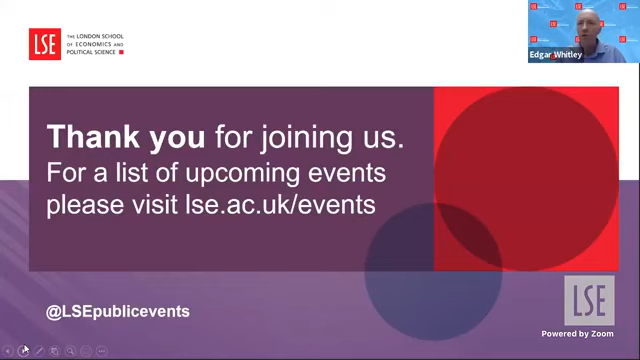 LSE
THE LONDON SCHOOL
OF ECONOMICS AND
POLITICAL SCIENCE
Edgar Whitley
Thank you for joining us.
For a list of upcoming events
please visit lse.ac.uk/events
@LSEpublicevents
LSE
Powered by Zoom